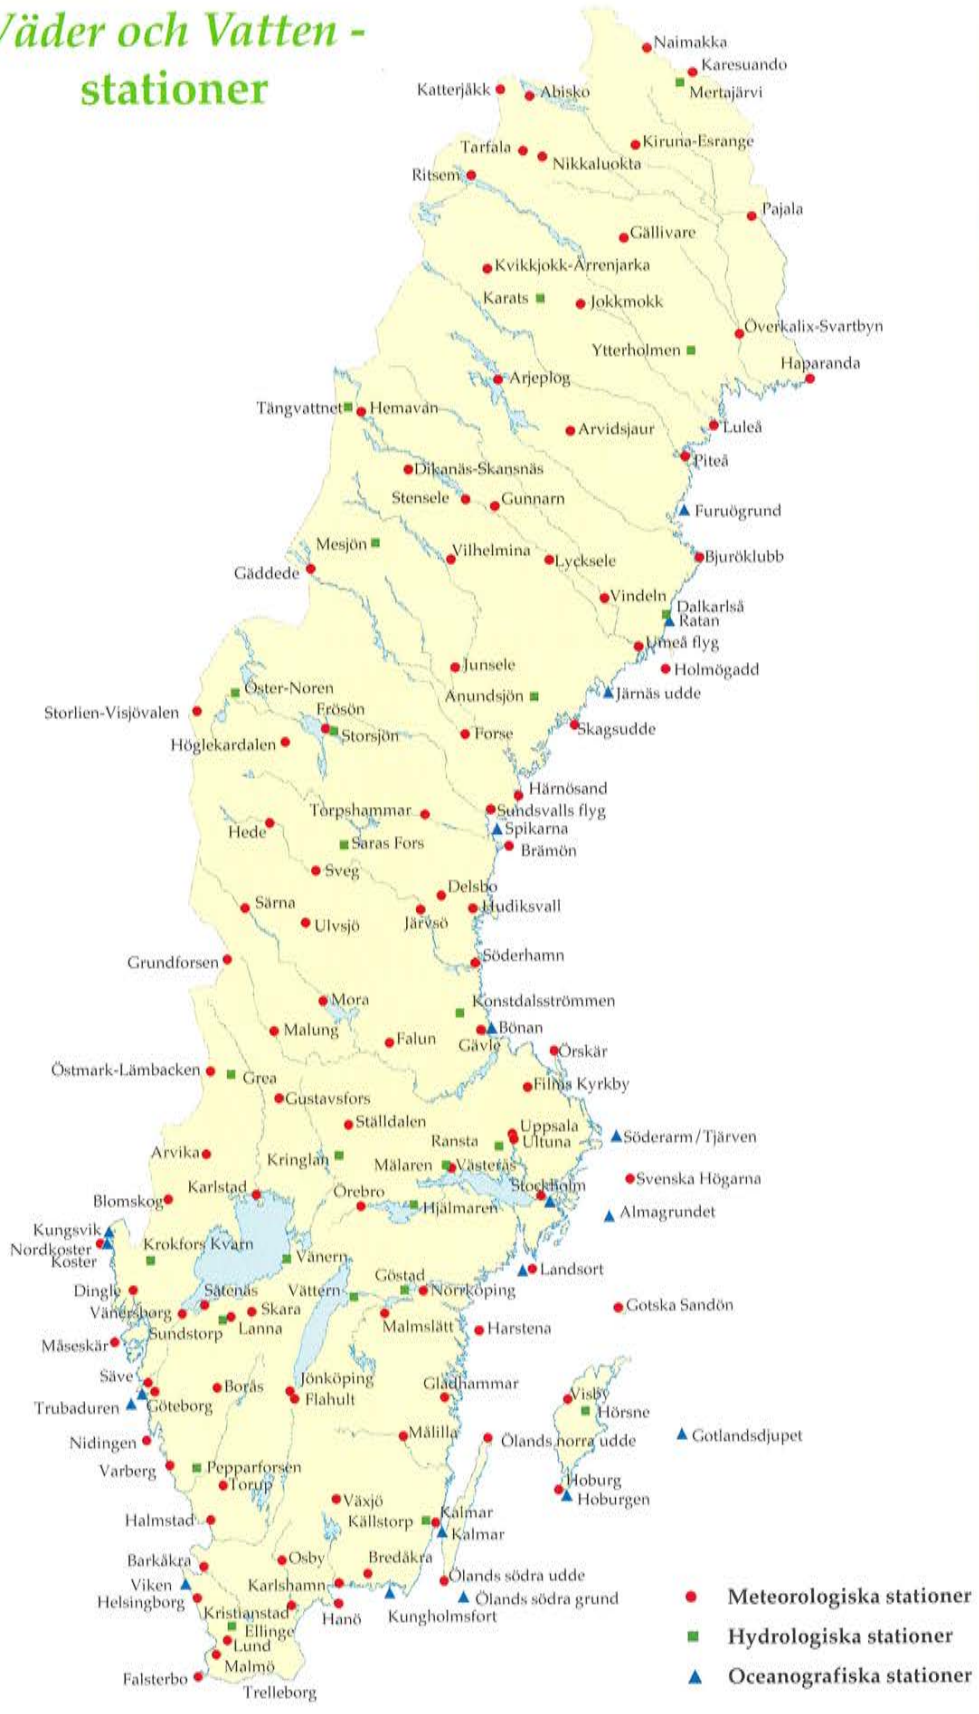 Väder och Vatten -
stationer
Naimakka
Karesuando
Katterjåkk
Abisko
Mertajärvi
Kiruna-Esrange
Tarfala
Nikkaluokta
Ritsem
Pajala
Gällivare
Kvikkjokk-Årrenjarka
Karats
Jokkmokk
Överkalix-Svartbyn
Ytterholmen
Haparanda
Arjeplog
Tängvattnet
Hemavan
Luleå
Arvidsjaur
Piteå
Dikanäs-Skansnäs
Stensele
Gunnarn
Furuögrund
Mesjön
Vilhelmina
Bjuröklubb
Lycksele
Gäddede
Vindeln
Dalkarlså
Ratan
Umeå flyg
Junsele
Holmögadd
Öster-Noren
Anundsjön
Järnäs udde
Storlien-Visjövalen
Frösön
Storsjön
Forse
Skagsudde
Höglekardalen
Härnösand
Torpshammar
Sundsvalls flyg
Spikarna
Hede
Saras Fors
Brämön
Sveg
Delsbo
Särna
Hudiksvall
Ulvsjö
Järvsö
Söderhamn
Grundforsen
Mora
Konstdalsströmmen
Malung
Bönan
Falun
Gävle
Örskär
Östmark-Lämbacken
Grea
Films Kyrkby
Gustavsfors
Ställdalen
Uppsala
Ransta
Ultuna
Söderarm/Tjärven
Arvika
Kringlan
Mälaren
Västerås
Svenska Högarna
Karlstad
Örebro
Stockholm
Blomskog
Hjälmaren
Almagrundet
Kungsvik
Nordkoster
Krokfors Kvarn
Koster
Vänern
Landsort
Göstad
Dingle
Såtenäs
Vättern
Norrköping
Vänersborg
Skara
Gotska Sandön
Sundstorp
Lanna
Malmslätt
Harstena
Måseskär
Säve
Borås
Jönköping
Gladhammar
Visby
Flahult
Trubaduren
Göteborg
Hörsne
Målilla
Nidingen
Ölands norra udde
Gotlandsdjupet
Varberg
Pepparforsen
Torup
Hoburg
Växjö
Hoburgen
Halmstad
Källstorp
Kalmar
Kalmar
Barkåkra
Osby
Bredåkra
Viken
Karlshamn
Ölands södra udde
Helsingborg
Ölands södra grund
Kristianstad
Hanö
Kungholmsfort
Ellinge
Lund
Malmö
Falsterbo
Trelleborg
Meteorologiska stationer
Hydrologiska stationer
Oceanografiska stationer